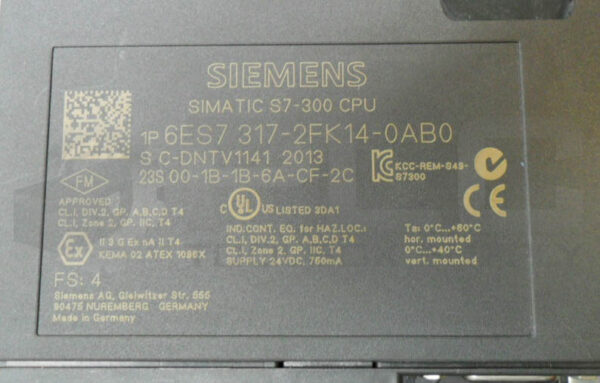 SIEMENS
SIMATIC S7-300 CPU
1P 6ES7 317-2FK14-0AB0
S C-DNTV1141 2013
23S 00-1B-1B-6A-CF-2C
KCC-REM-S49-
S7300
FM
APPROVED
CL.I, DIV.2, GP. A,B,C,D T4
CL.I, Zone 2, GP. IIC, T4
C UL US LISTED 3DA1
IND.CONT. EQ. for HAZ.LOC.:
CL.I, DIV.2, GP. A,B,C,D T4
CL.I, Zone 2, GP. IIC, T4
SUPPLY 24VDC, 750mA
CE
Ta: 0°C...+60°C
hor. mounted
0°C...+40°C
vert. mounted
Ex II 3 G Ex nA II T4
KEMA 02 ATEX 1096X
FS: 4
Siemens AG, Gleiwitzer Str. 555
90475 NUREMBERG GERMANY
Made in Germany